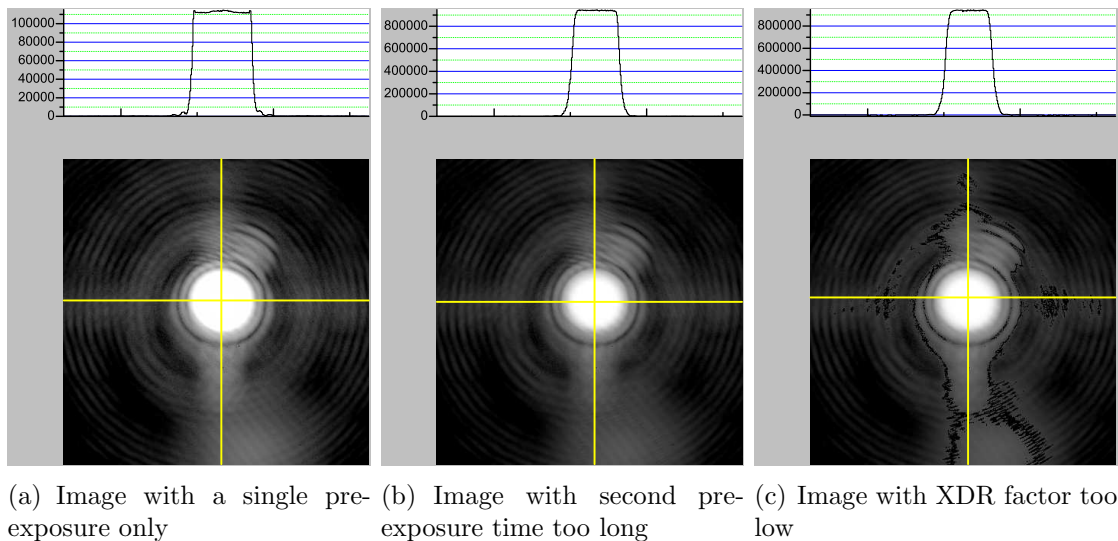 100000
80000
60000
40000
20000
0
800000
600000
400000
200000
0
800000
600000
400000
200000
0
(a) Image with a single pre-
exposure only
(b) Image with second pre-
exposure time too long
(c) Image with XDR factor too
low